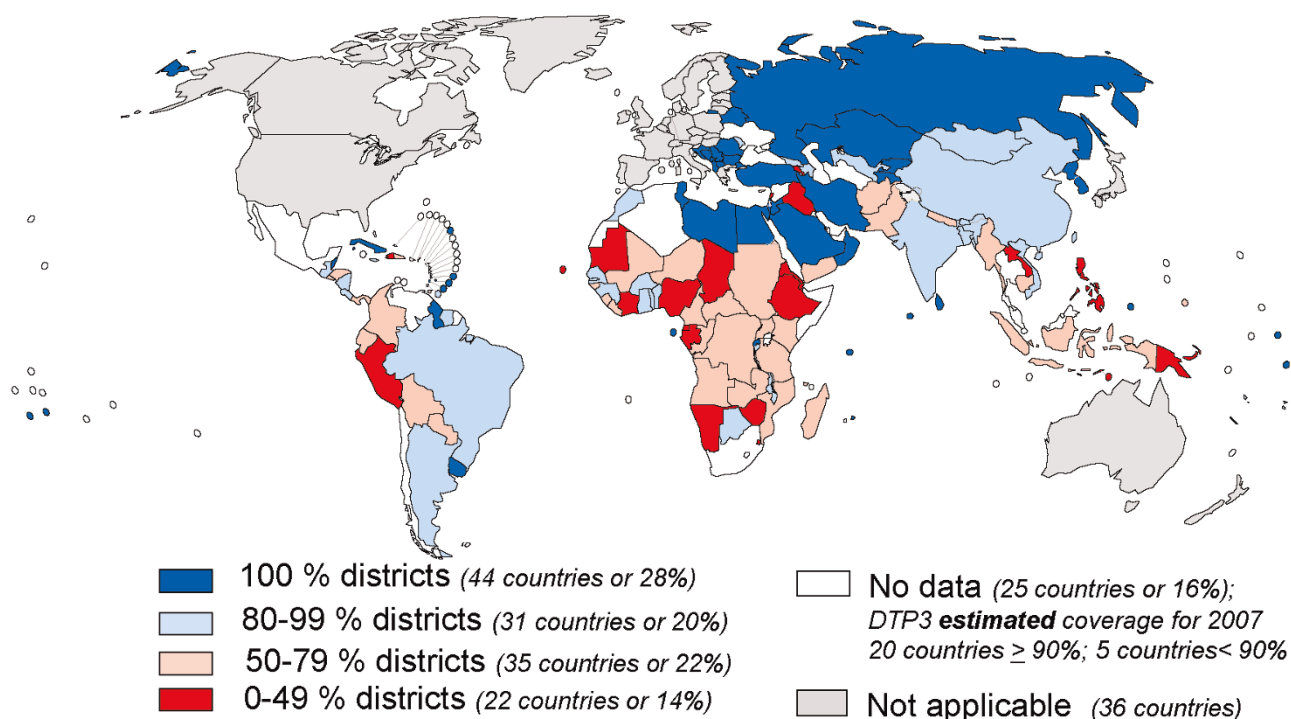 100 % districts (44 countries or 28%)
80-99 % districts (31 countries or 20%)
50-79 % districts (35 countries or 22%)
0-49 % districts (22 countries or 14%)
No data (25 countries or 16%);
DTP3 estimated coverage for 2007
20 countries ≥ 90%; 5 countries< 90%
Not applicable (36 countries)